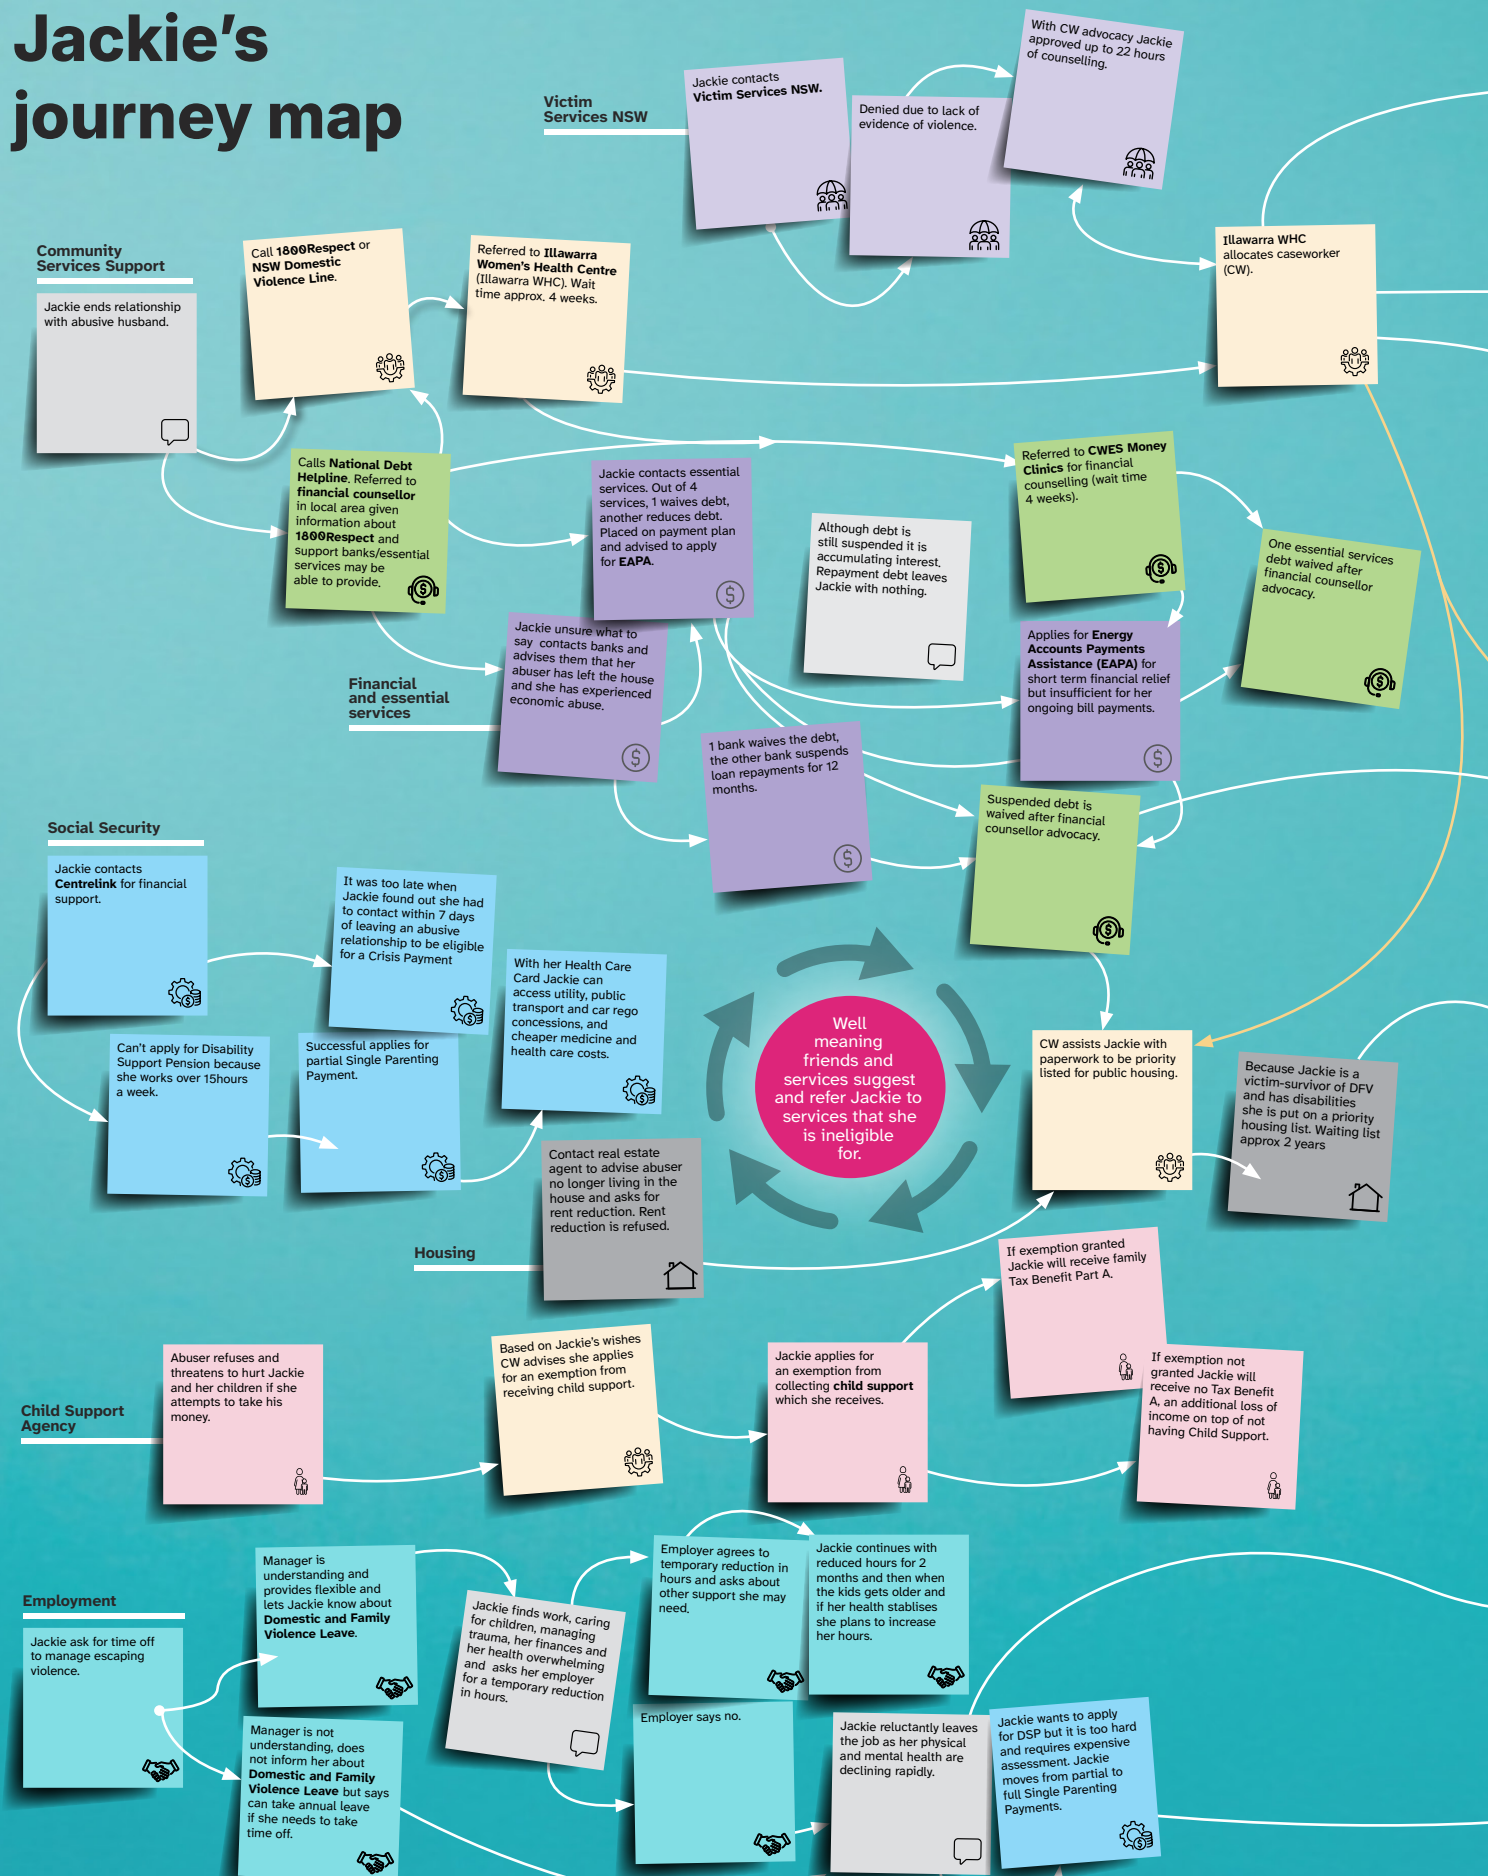 Jackie's
journey map
Victim
Services NSW
Jackie contacts
Victim Services NSW.
Denied due to lack of
evidence of violence.
With CW advocacy Jackie
approved up to 22 hours
of counselling.
Community
Services Support
Jackie ends relationship
with abusive husband.
Call 1800Respect or
NSW Domestic
Violence Line.
Referred to Illawarra
Women's Health Centre
(Illawarra WHC). Wait
time approx. 4 weeks.
Illawarra WHC
allocates caseworker
(CW).
Calls National Debt
Helpline. Referred to
financial counsellor
in local area given
information about
1800Respect and
support banks/essential
services may be
able to provide.
Jackie contacts essential
services. Out of 4
services, 1 waives debt,
another reduces debt.
Placed on payment plan
and advised to apply
for EAPA.
Although debt is
still suspended it is
accumulating interest.
Repayment debt leaves
Jackie with nothing.
Referred to CWES Money
Clinics for financial
counselling (wait time
4 weeks).
One essential services
debt waived after
financial counsellor
advocacy.
Financial
and essential
services
Jackie unsure what to
say contacts banks and
advises them that her
abuser has left the house
and she has experienced
economic abuse.
1 bank waives the debt,
the other bank suspends
loan repayments for 12
months.
Applies for Energy
Accounts Payments
Assistance (EAPA) for
short term financial relief
but insufficient for her
ongoing bill payments.
Suspended debt is
waived after financial
counsellor advocacy.
Social Security
Jackie contacts
Centrelink for financial
support.
It was too late when
Jackie found out she had
to contact within 7 days
of leaving an abusive
relationship to be eligible
for a Crisis Payment
Can't apply for Disability
Support Pension because
she works over 15hours
a week.
Successful applies for
partial Single Parenting
Payment.
With her Health Care
Card Jackie can
access utility, public
transport and car rego
concessions, and
cheaper medicine and
health care costs.
Well
meaning
friends and
services suggest
and refer Jackie to
services that she
is ineligible
for.
CW assists Jackie with
paperwork to be priority
listed for public housing.
Because Jackie is a
victim-survivor of DFV
and has disabilities
she is put on a priority
housing list. Waiting list
approx 2 years
Housing
Contact real estate
agent to advise abuser
no longer living in the
house and asks for
rent reduction. Rent
reduction is refused.
Child Support
Agency
Abuser refuses and
threatens to hurt Jackie
and her children if she
attempts to take his
money.
Based on Jackie's wishes
CW advises she applies
for an exemption from
receiving child support.
Jackie applies for
an exemption from
collecting child support
which she receives.
If exemption granted
Jackie will receive family
Tax Benefit Part A.
If exemption not
granted Jackie will
receive no Tax Benefit
A, an additional loss of
income on top of not
having Child Support.
Employment
Jackie ask for time off
to manage escaping
violence.
Manager is
understanding and
provides flexible and
lets Jackie know about
Domestic and Family
Violence Leave.
Manager is not
understanding, does
not inform her about
Domestic and Family
Violence Leave but says
can take annual leave
if she needs to take
time off.
Jackie finds work, caring
for children, managing
trauma, her finances and
her health overwhelming
and asks her employer
for a temporary reduction
in hours.
Employer agrees to
temporary reduction in
hours and asks about
other support she may
need.
Jackie continues with
reduced hours for 2
months and then when
the kids gets older and
if her health stablises
she plans to increase
her hours.
Employer says no.
Jackie reluctantly leaves
the job as her physical
and mental health are
declining rapidly.
Jackie wants to apply
for DSP but it is too hard
and requires expensive
assessment. Jackie
moves from partial to
full Single Parenting
Payments.